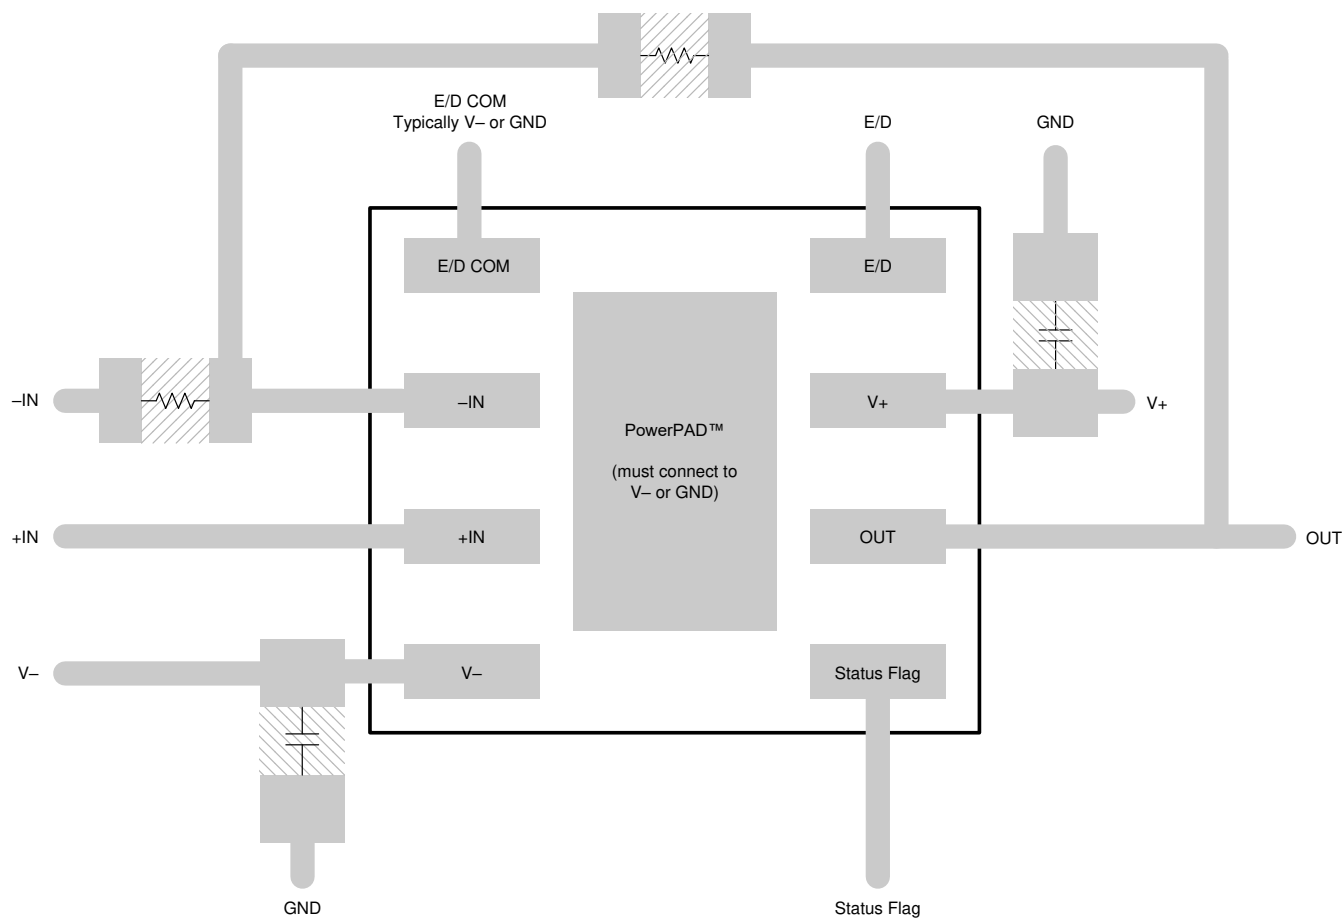 E/D COM
Typically V– or GND
E/D
GND
E/D COM
E/D
–IN
–IN
V+
V+
PowerPAD™
(must connect to
V– or GND)
+IN
+IN
OUT
OUT
V–
V–
Status Flag
GND
Status Flag